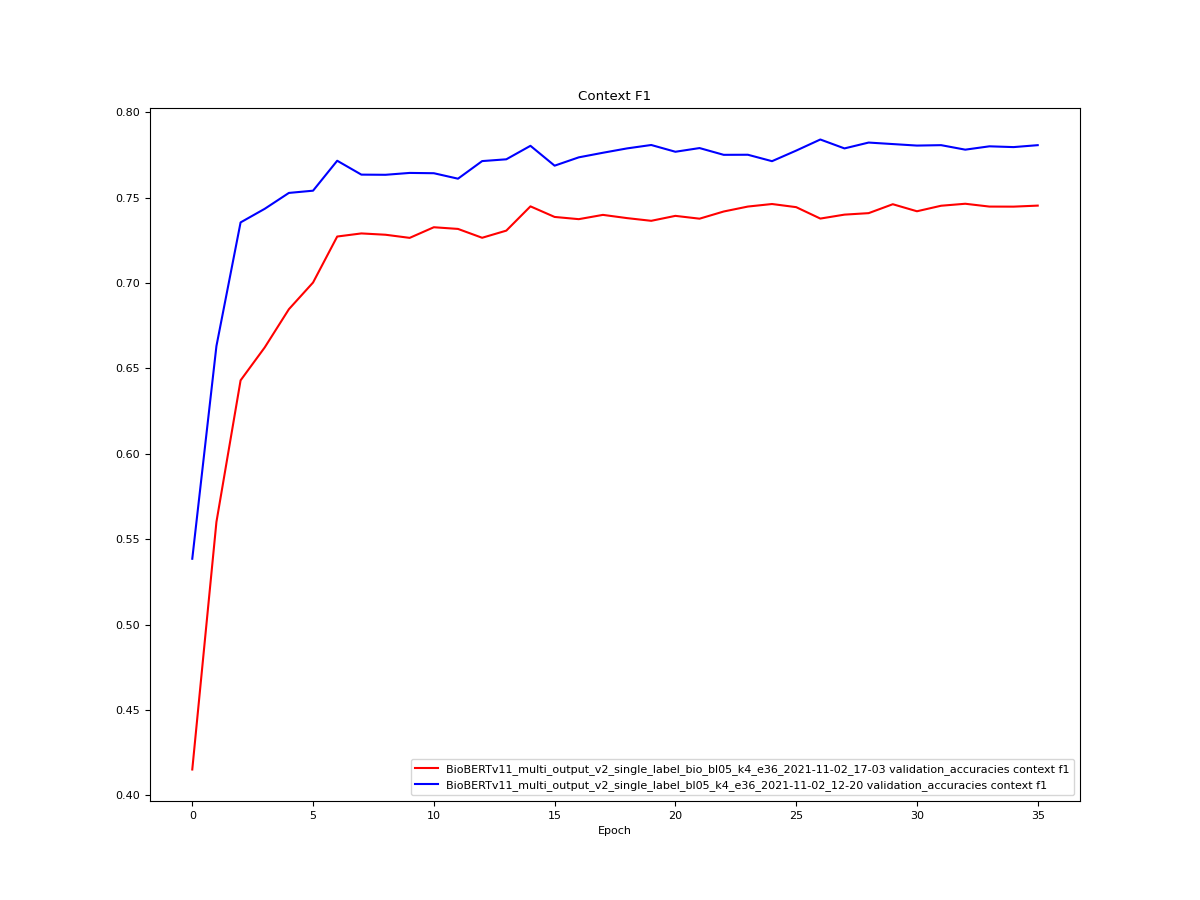 Context F1
0.80
0.75
0.70
0.65
0.60
0.55
0.50
0.45
0.40
BioBERTv11_multi_output_v2_single_label_bio_bl05_k4_e36_2021-11-02_17-03 validation_accuracies context f1
BioBERTv11_multi_output_v2_single_label_bl05_k4_e36_2021-11-02_12-20 validation_accuracies context f1
0 5 10 15 20 25 30 35
Epoch